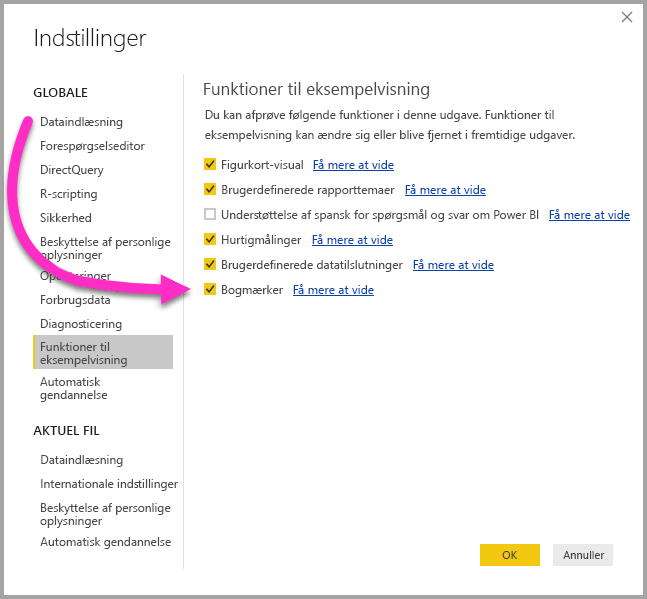 Indstillinger
GLOBALE
Dataindlæsning
Forespørgselseditor
DirectQuery
R-scripting
Sikkerhed
Beskyttelse af personlige
oplysninger
Opdateringer
Forbrugsdata
Diagnosticering
Funktioner til
eksempelvisning
Automatisk
gendannelse
AKTUEL FIL
Dataindlæsning
Internationale indstillinger
Beskyttelse af personlige
oplysninger
Automatisk gendannelse
Funktioner til eksempelvisning
Du kan afprøve følgende funktioner i denne udgave. Funktioner til
eksempelvisning kan ændre sig eller blive fjernet i fremtidige udgaver.
Figurkort-visual Få mere at vide
Brugerdefinerede rapporttemaer Få mere at vide
Understøttelse af spansk for spørgsmål og svar om Power BI Få mere at vide
Hurtigmålinger Få mere at vide
Brugerdefinerede datatilslutninger Få mere at vide
Bogmærker Få mere at vide
OK Annuller